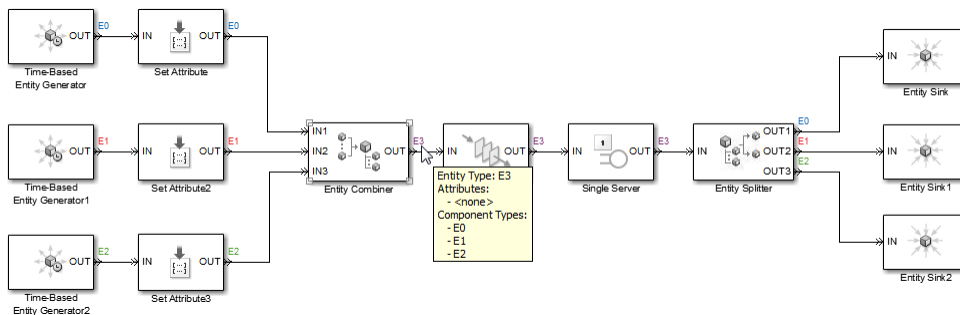 E0
E0
OUT
IN
OUT
[...]
Time-Based
Entity Generator
Set Attribute
IN
Entity Sink
E1
E1
OUT
IN
OUT
[...]
Time-Based
Entity Generator1
Set Attribute2
IN1
IN2
IN3
OUT
Entity Combiner
E3
IN
OUT
E3
Entity Type: E3
Attributes:
- <none>
Component Types:
- E0
- E1
- E2
1
IN
OUT
Single Server
E3
IN
OUT1
OUT2
OUT3
Entity Splitter
E0
E1
E2
IN
Entity Sink1
E2
E2
OUT
IN
OUT
[...]
Time-Based
Entity Generator2
Set Attribute3
IN
Entity Sink2